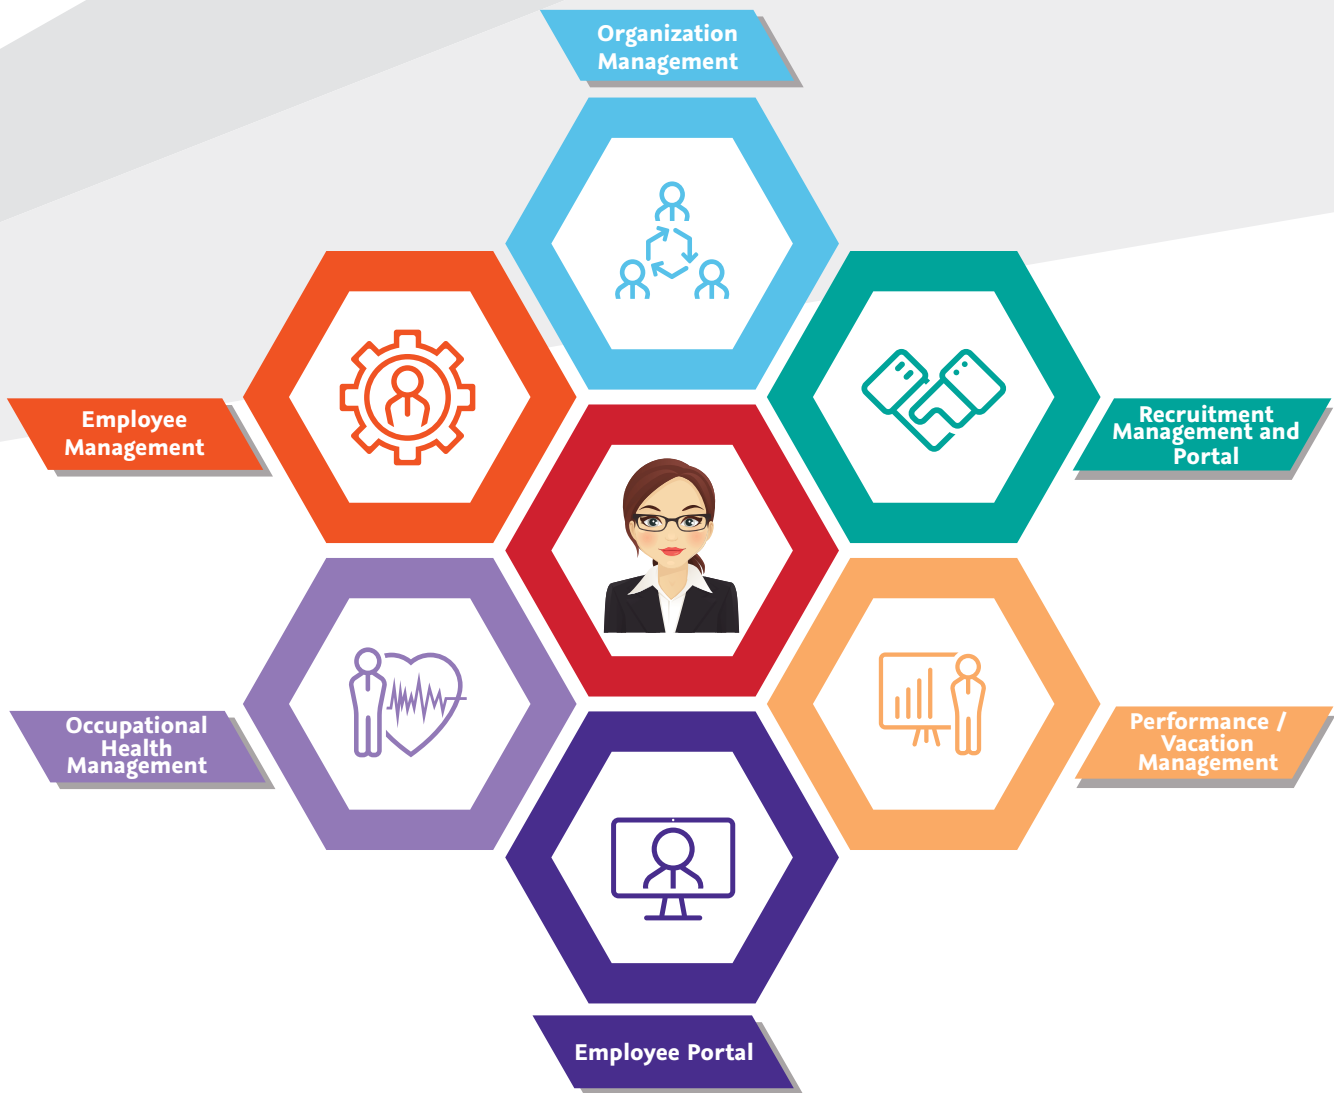 Organization
Management
Employee
Management
Recruitment
Management and
Portal
Occupational
Health
Management
Performance /
Vacation
Management
Employee Portal